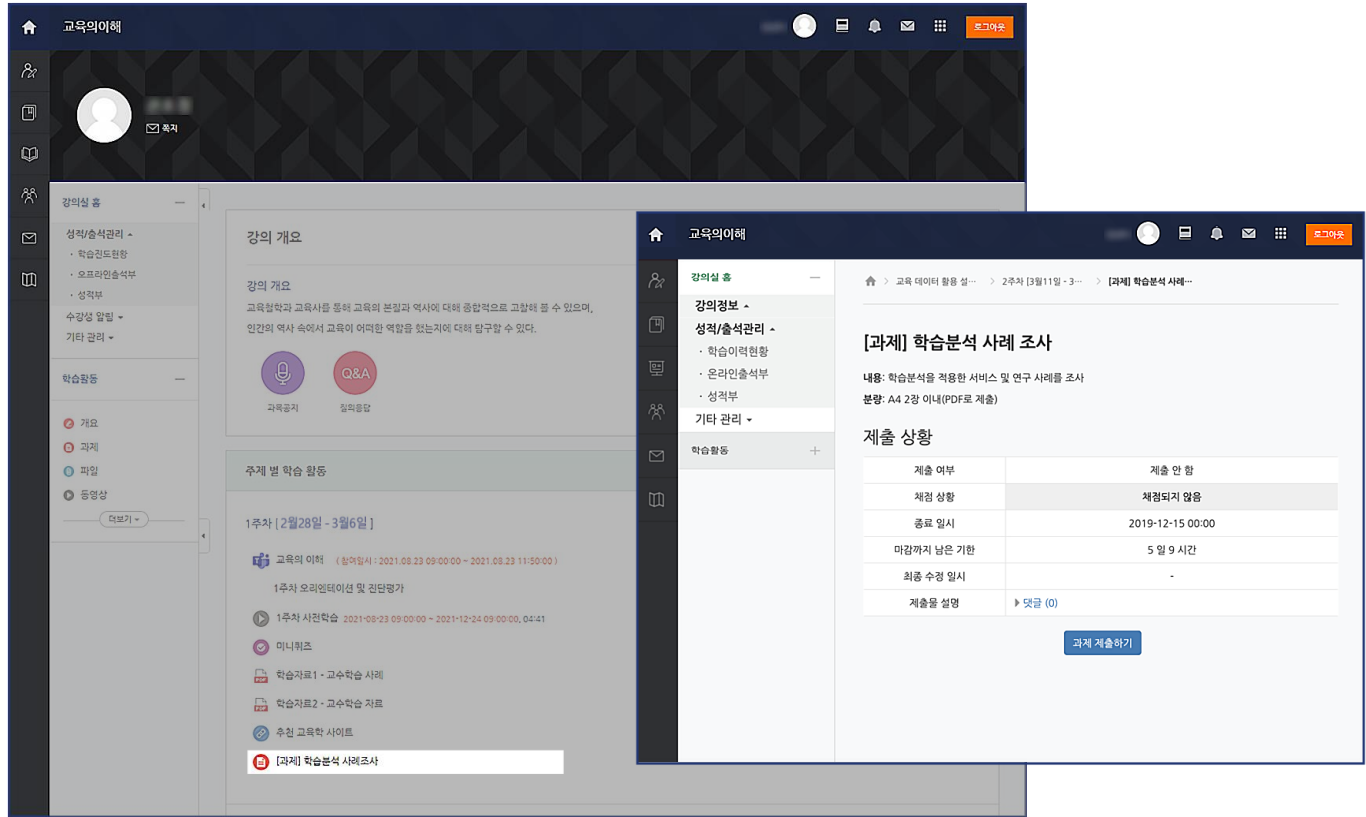 교육의이해
로그아웃
쪽지
강의실 홈
성적/출석관리
· 학습진도현황
· 오프라인출석부
· 성적부
수강생 알림
기타 관리
학습활동
개요
과제
파일
동영상
더보기
강의 개요
강의 개요
교육철학과 교육사를 통해 교육의 본질과 역사에 대해 종합적으로 고찰해 볼 수 있으며,
인간의 역사 속에서 교육이 어떠한 역할을 했는지에 대해 탐구할 수 있다.
Q&A
과목공지
질의응답
주제 별 학습 활동
1주차 [ 2월28일 - 3월6일 ]
교육의 이해 ( 참여일시 : 2021.08.23 09:00:00 ~ 2021.08.23 11:50:00 )
1주차 오리엔테이션 및 진단평가
1주차 사전학습 2021-08-23 09:00:00 ~ 2021-12-24 09:00:00, 04:41
미니퀴즈
PDF 학습자료1 - 교수학습 사례
PDF 학습자료2 - 교수학습 자료
추천 교육학 사이트
[과제] 학습분석 사례조사
교육의이해
로그아웃
강의실 홈
강의정보
성적/출석관리
· 학습이력현황
· 온라인출석부
· 성적부
기타 관리
학습활동
교육 데이터 활용 설··· > 2주차 [3월11일 - 3··· > [과제] 학습분석 사례···
[과제] 학습분석 사례 조사
내용: 학습분석을 적용한 서비스 및 연구 사례를 조사
분량: A4 2장 이내(PDF로 제출)
제출 상황
제출 여부 제출 안 함
채점 상황 채점되지 않음
종료 일시 2019-12-15 00:00
마감까지 남은 기한 5 일 9 시간
최종 수정 일시 -
제출물 설명 댓글 (0)
과제 제출하기